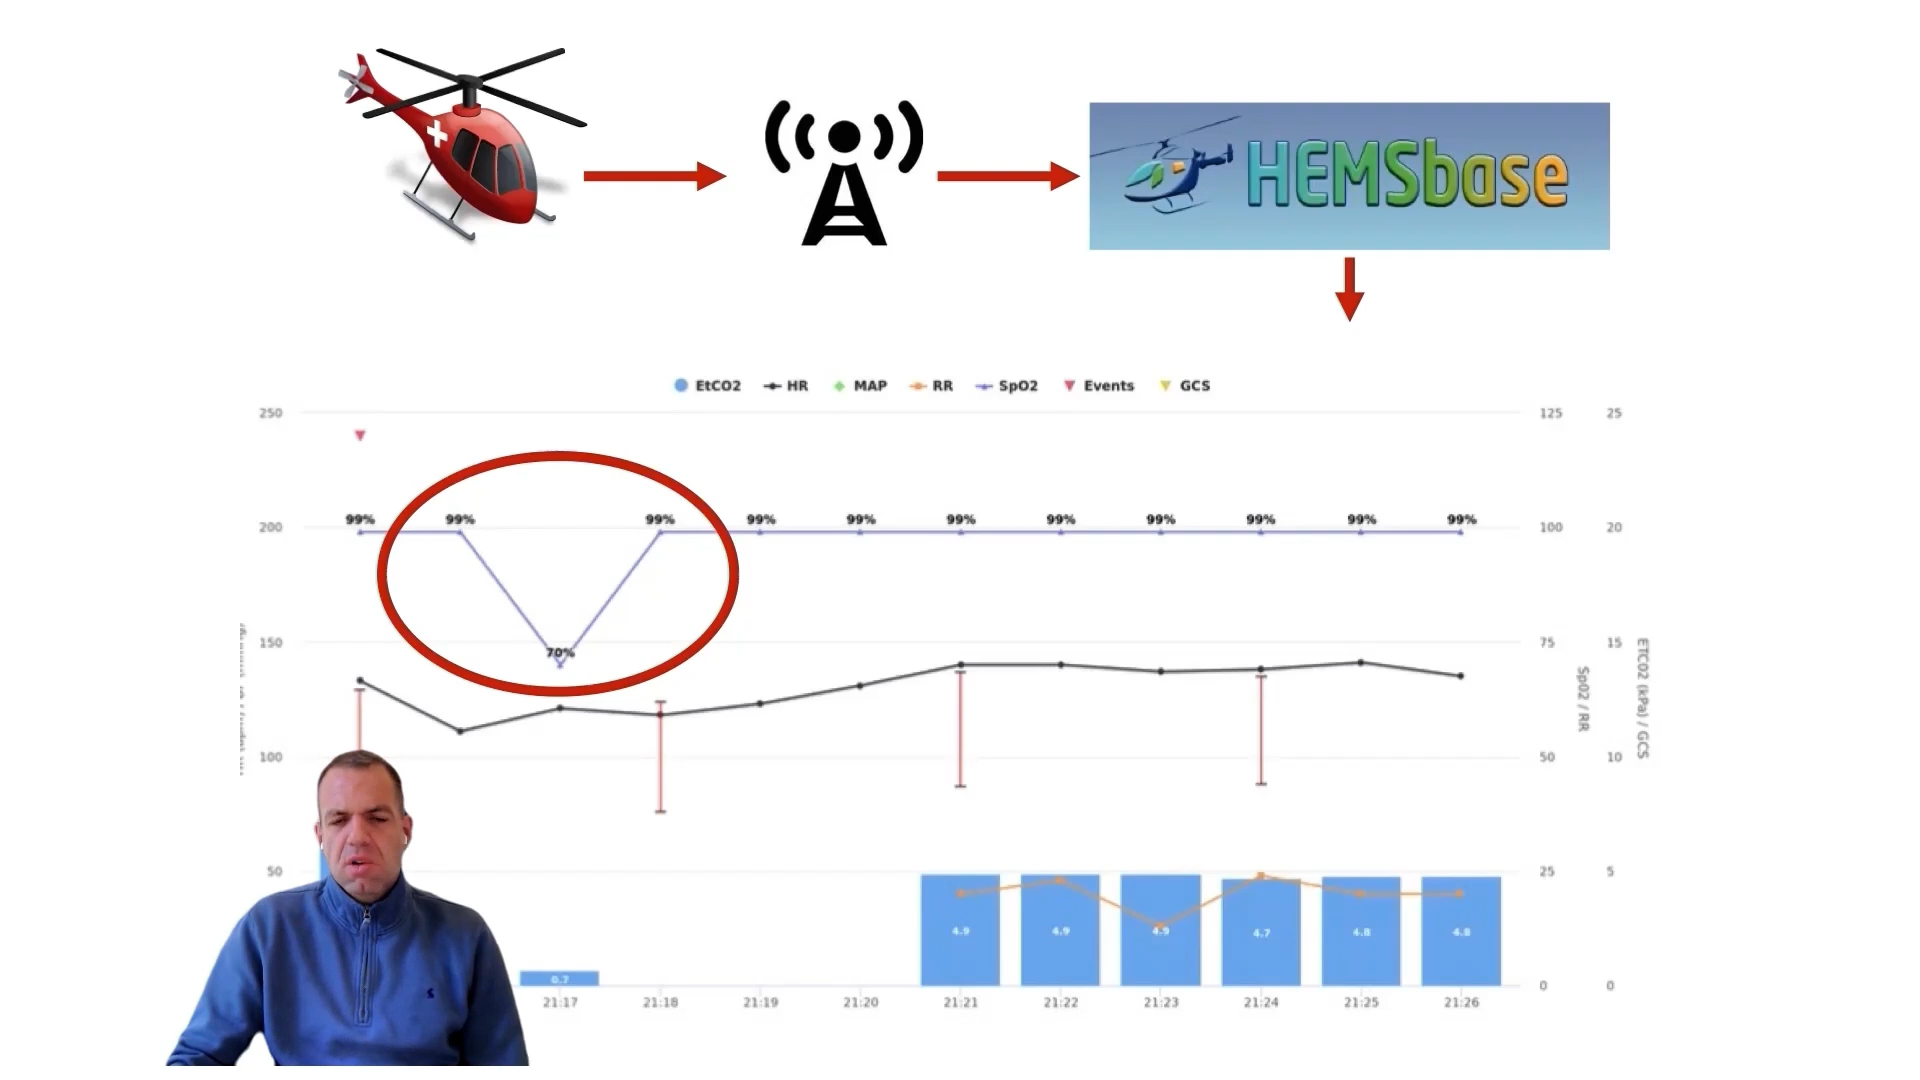 HEMSbase
EtCO2 HR MAP RR SpO2 Events GCS
250 125 25
99% 99% 99% 99% 99% 99% 99% 99% 99% 99% 99%
200 100 20
150 75 15
70%
Sp02 / RR
ETC02 (kPa) / GCS
100 50 10
50 25 5
4.9 4.9 4.9 4.7 4.8 4.8
0.7
0 0
21:17 21:18 21:19 21:20 21:21 21:22 21:23 21:24 21:25 21:26